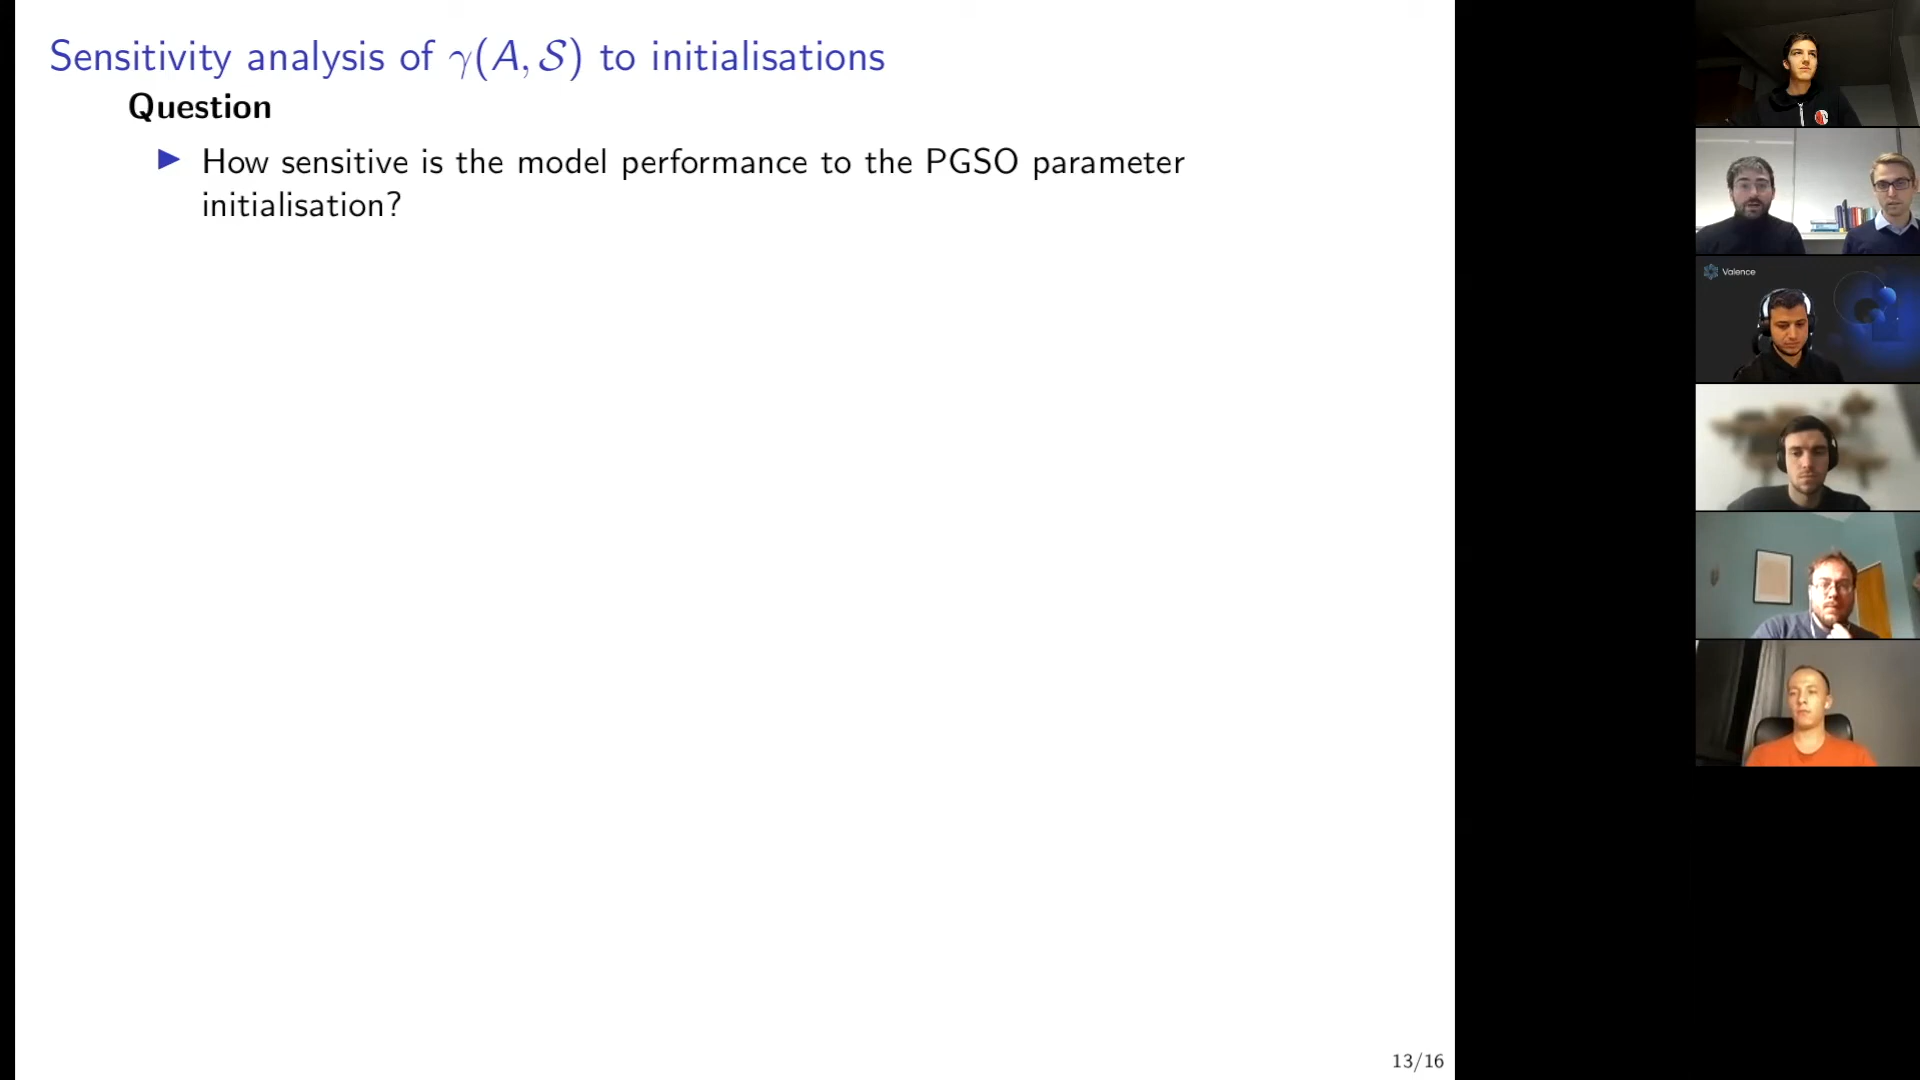 Sensitivity analysis of γ(A, S) to initialisations
Question
▶ How sensitive is the model performance to the PGSO parameter
initialisation?
13/16
Valence